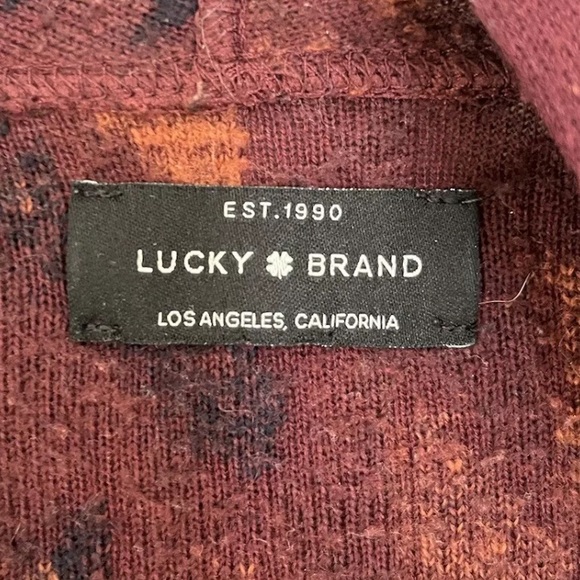 EST.1990
LUCKY BRAND
LOS ANGELES, CALIFORNIA